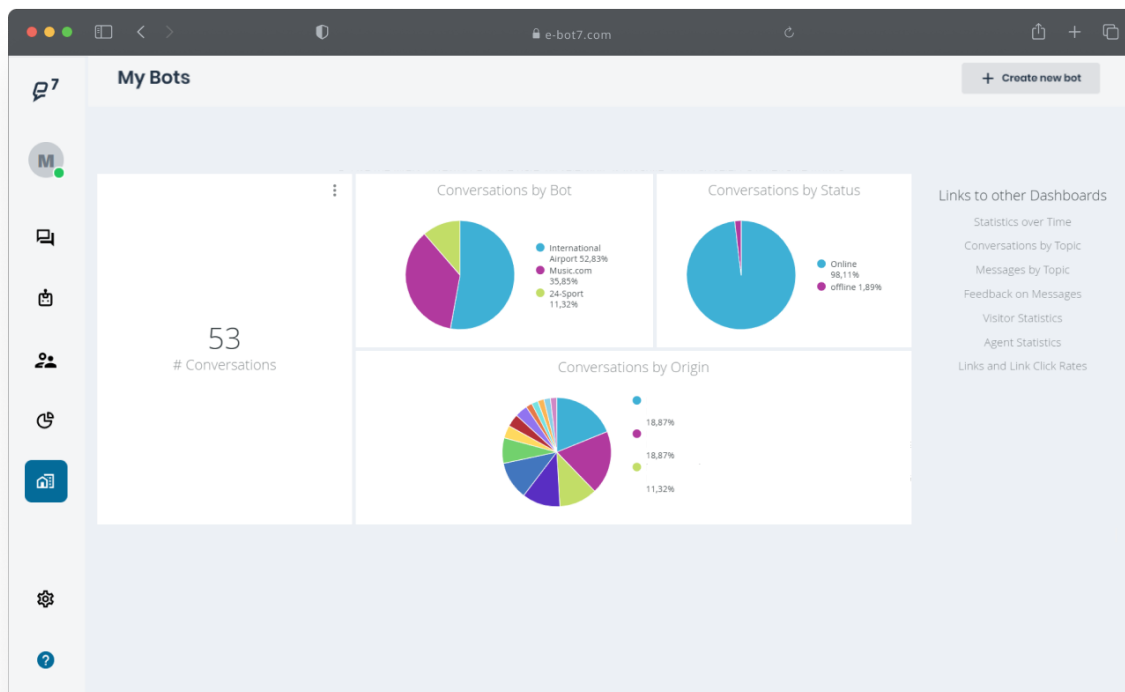 e-bot7.com
e7
My Bots
+ Create new bot
M
53
# Conversations
Conversations by Bot
International
Airport 52,83%
Music.com
35,85%
24-Sport
11,32%
Conversations by Status
Online
98,11%
offline 1,89%
Conversations by Origin
18,87%
18,87%
11,32%
Links to other Dashboards
Statistics over Time
Conversations by Topic
Messages by Topic
Feedback on Messages
Visitor Statistics
Agent Statistics
Links and Link Click Rates
?